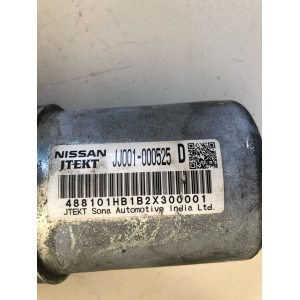 NISSAN JJ001-000525 D
JTEKT
488101HB1B2X300001
JTEKT Sona Automotive India Ltd.